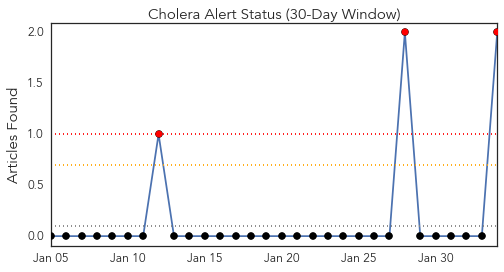 Cholera Alert Status (30-Day Window)
Articles Found
2.0
1.5
1.0
0.5
0.0
Jan 05 Jan 10 Jan 15 Jan 20 Jan 25 Jan 30